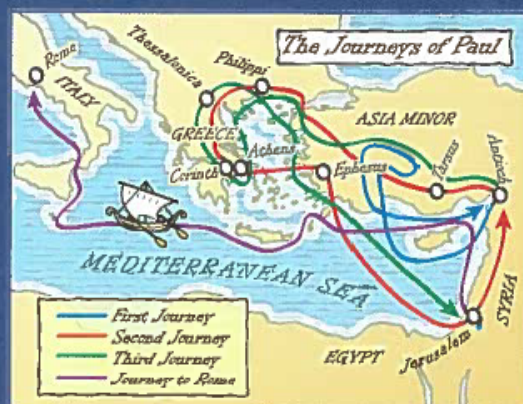 The Journeys of Paul
Roma
ITALY
Thessalonica
Philippi
GREECE
Athens
Corinth
ASIA MINOR
Ephesus
Tarsus
Antioch
MEDITERRANEAN SEA
SYRIA
Jerusalem
EGYPT
First Journey
Second Journey
Third Journey
Journey to Rome